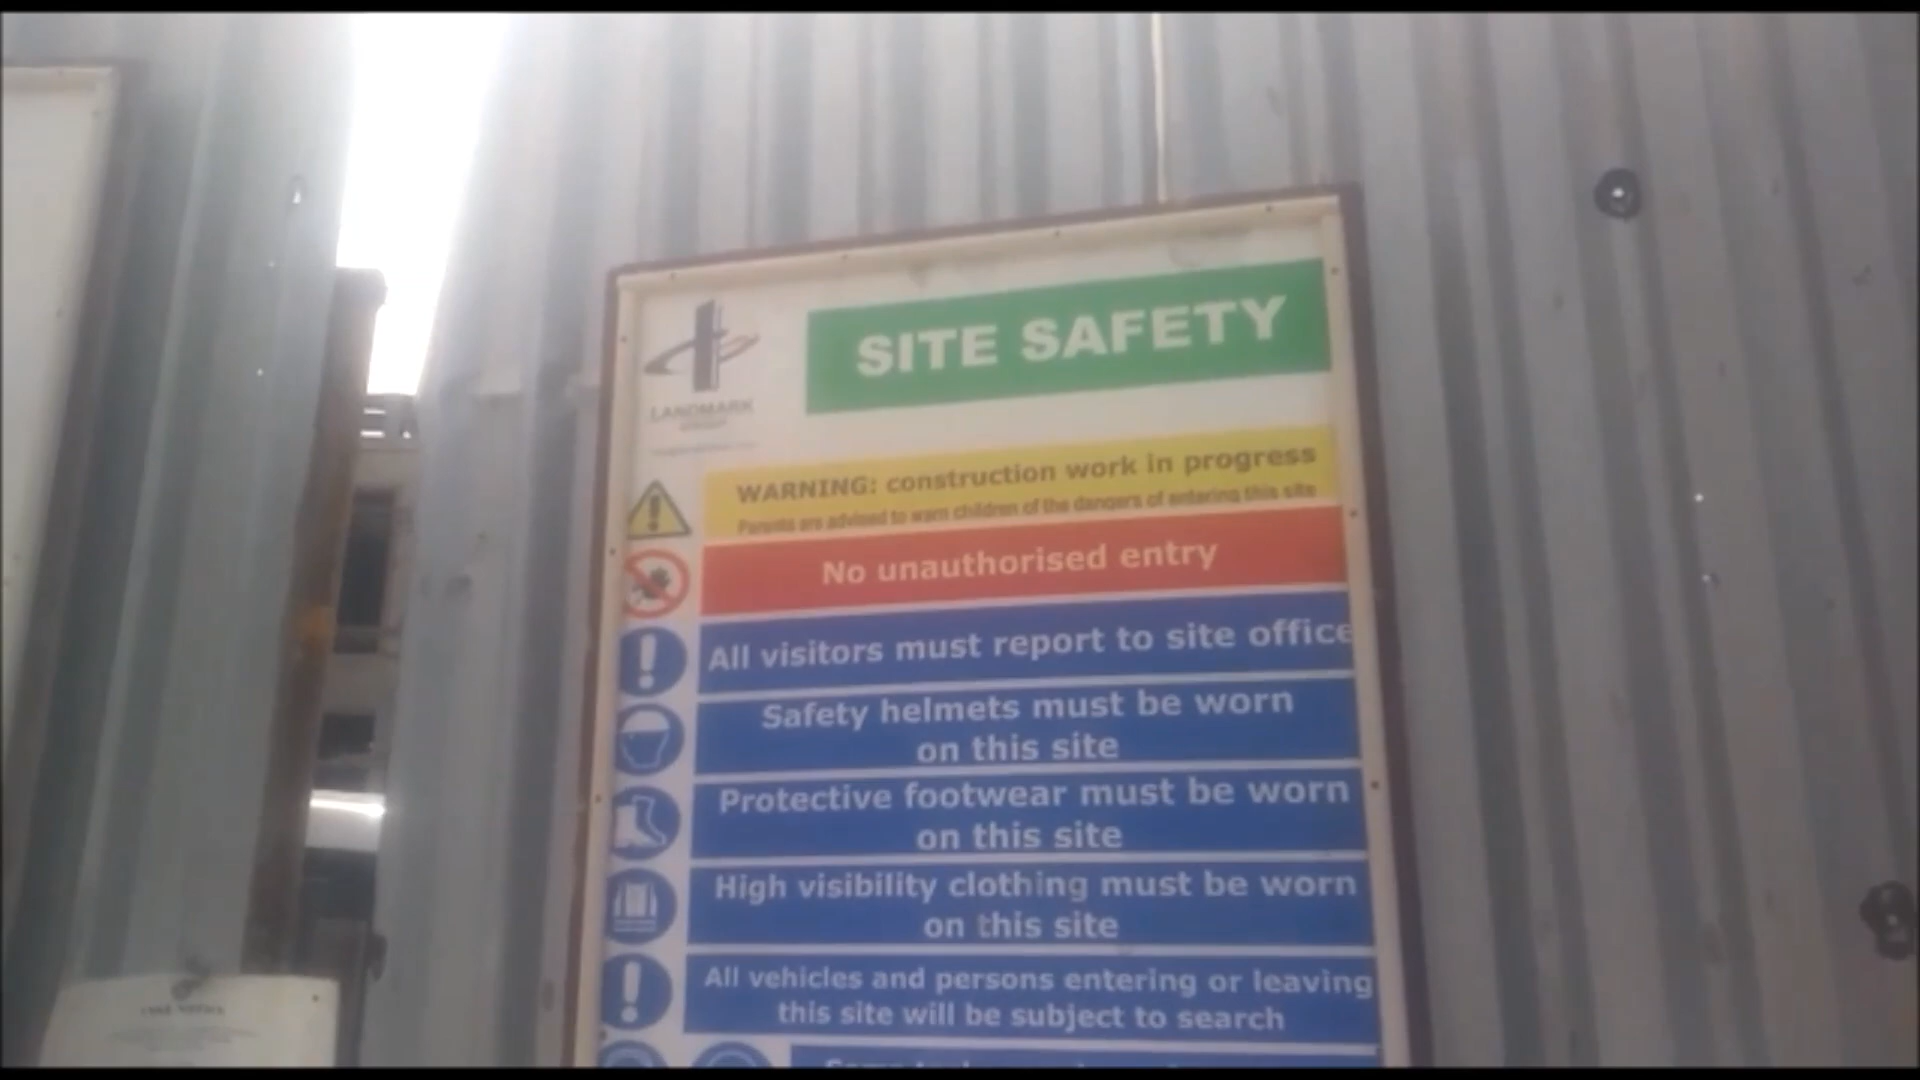 SITE SAFETY
LANDMARK
WARNING: construction work in progress
Parents are advised to warn children of the dangers of entering this site
No unauthorised entry
All visitors must report to site office
Safety helmets must be worn
on this site
Protective footwear must be worn
on this site
High visibility clothing must be worn
on this site
All vehicles and persons entering or leaving
this site will be subject to search